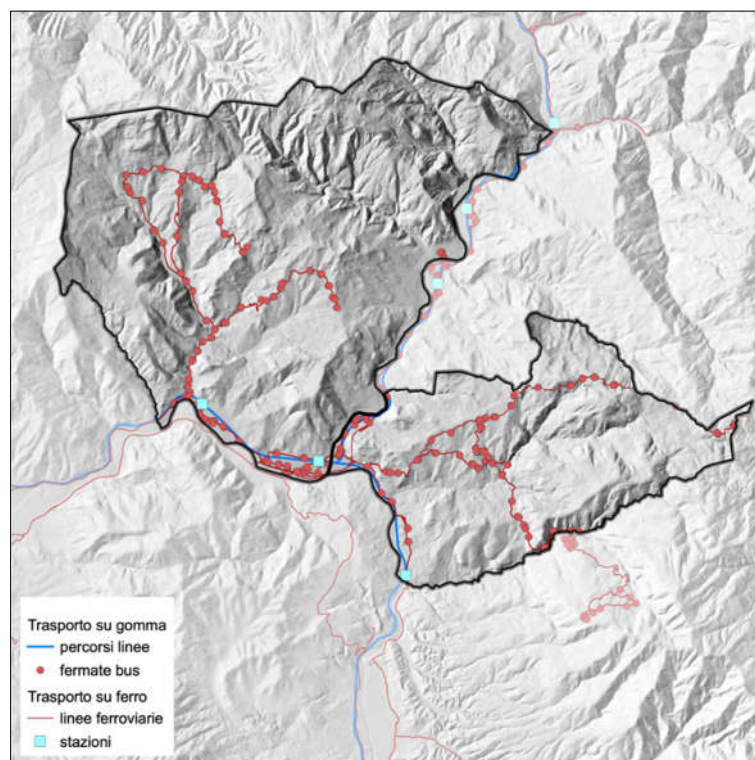 Trasporto su gomma
percorsi linee
fermate bus
Trasporto su ferro
linee ferroviarie
stazioni